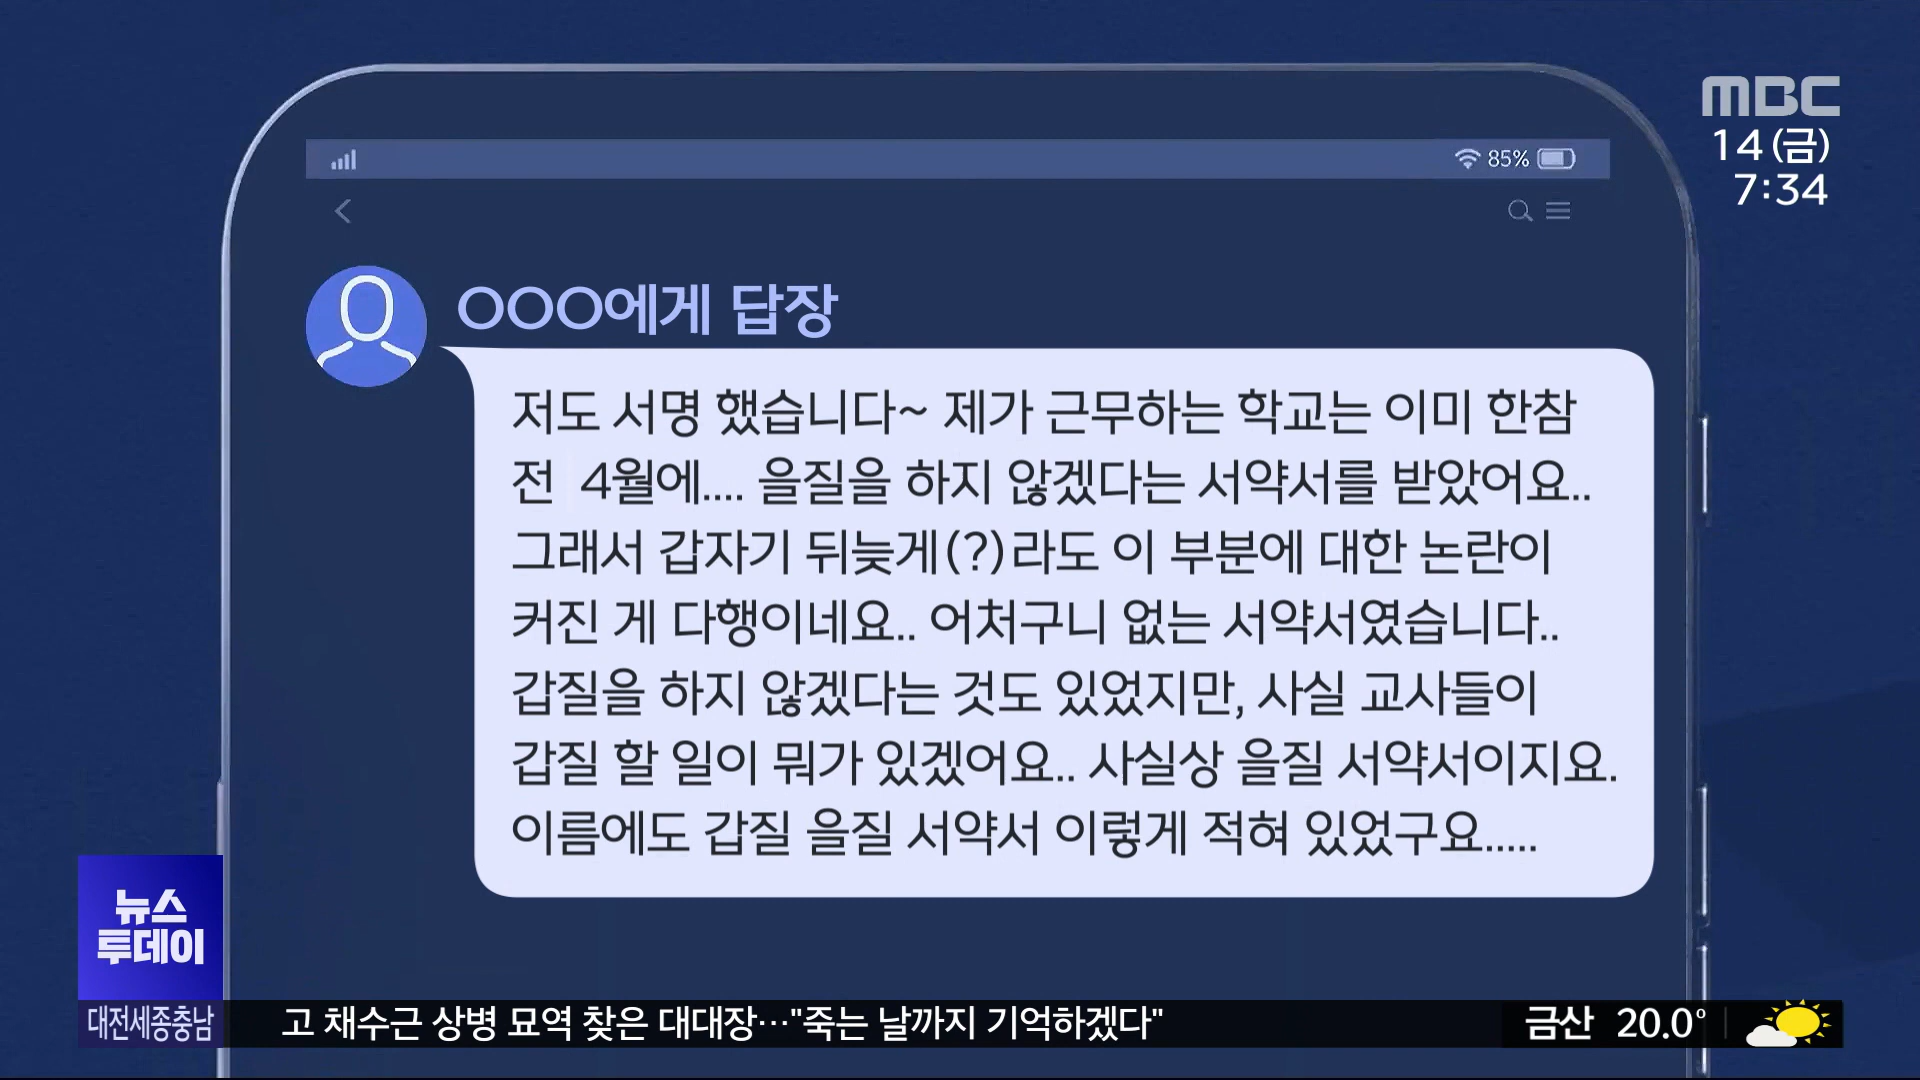 MBC
14(금)
7:34
85%
OOO에게 답장
저도 서명 했습니다~ 제가 근무하는 학교는 이미 한참
전 4월에.... 을질을 하지 않겠다는 서약서를 받았어요..
그래서 갑자기 뒤늦게(?)라도 이 부분에 대한 논란이
커진 게 다행이네요.. 어처구니 없는 서약서였습니다..
갑질을 하지 않겠다는 것도 있었지만, 사실 교사들이
갑질 할 일이 뭐가 있겠어요.. 사실상 을질 서약서이지요.
이름에도 갑질 을질 서약서 이렇게 적혀 있었구요.....
뉴스
투데이
대전세종충남
고 채수근 상병 묘역 찾은 대대장…"죽는 날까지 기억하겠다"
금산 20.0°